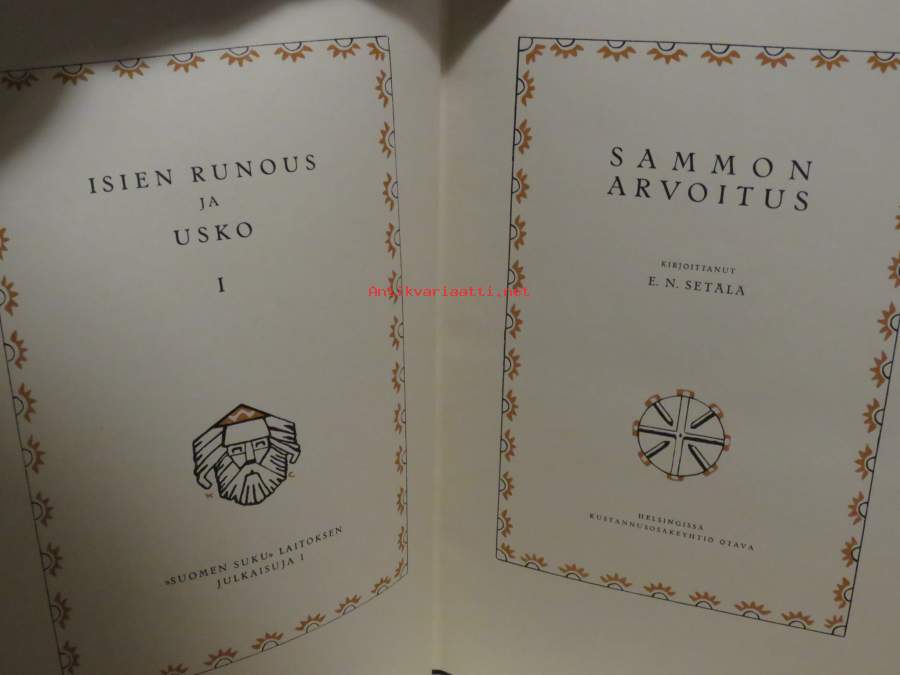 ISIEN RUNOUS
JA
USKO
I
»SUOMEN SUKU» LAITOKSEN
JULKAISUJA I
SAMMON
ARVOITUS
KIRJOITTANUT
E. N. SETÄLÄ
HELSINGISSÄ
KUSTANNUSOSAKEYHTIÖ OTAVA
Antikvariaatti.net